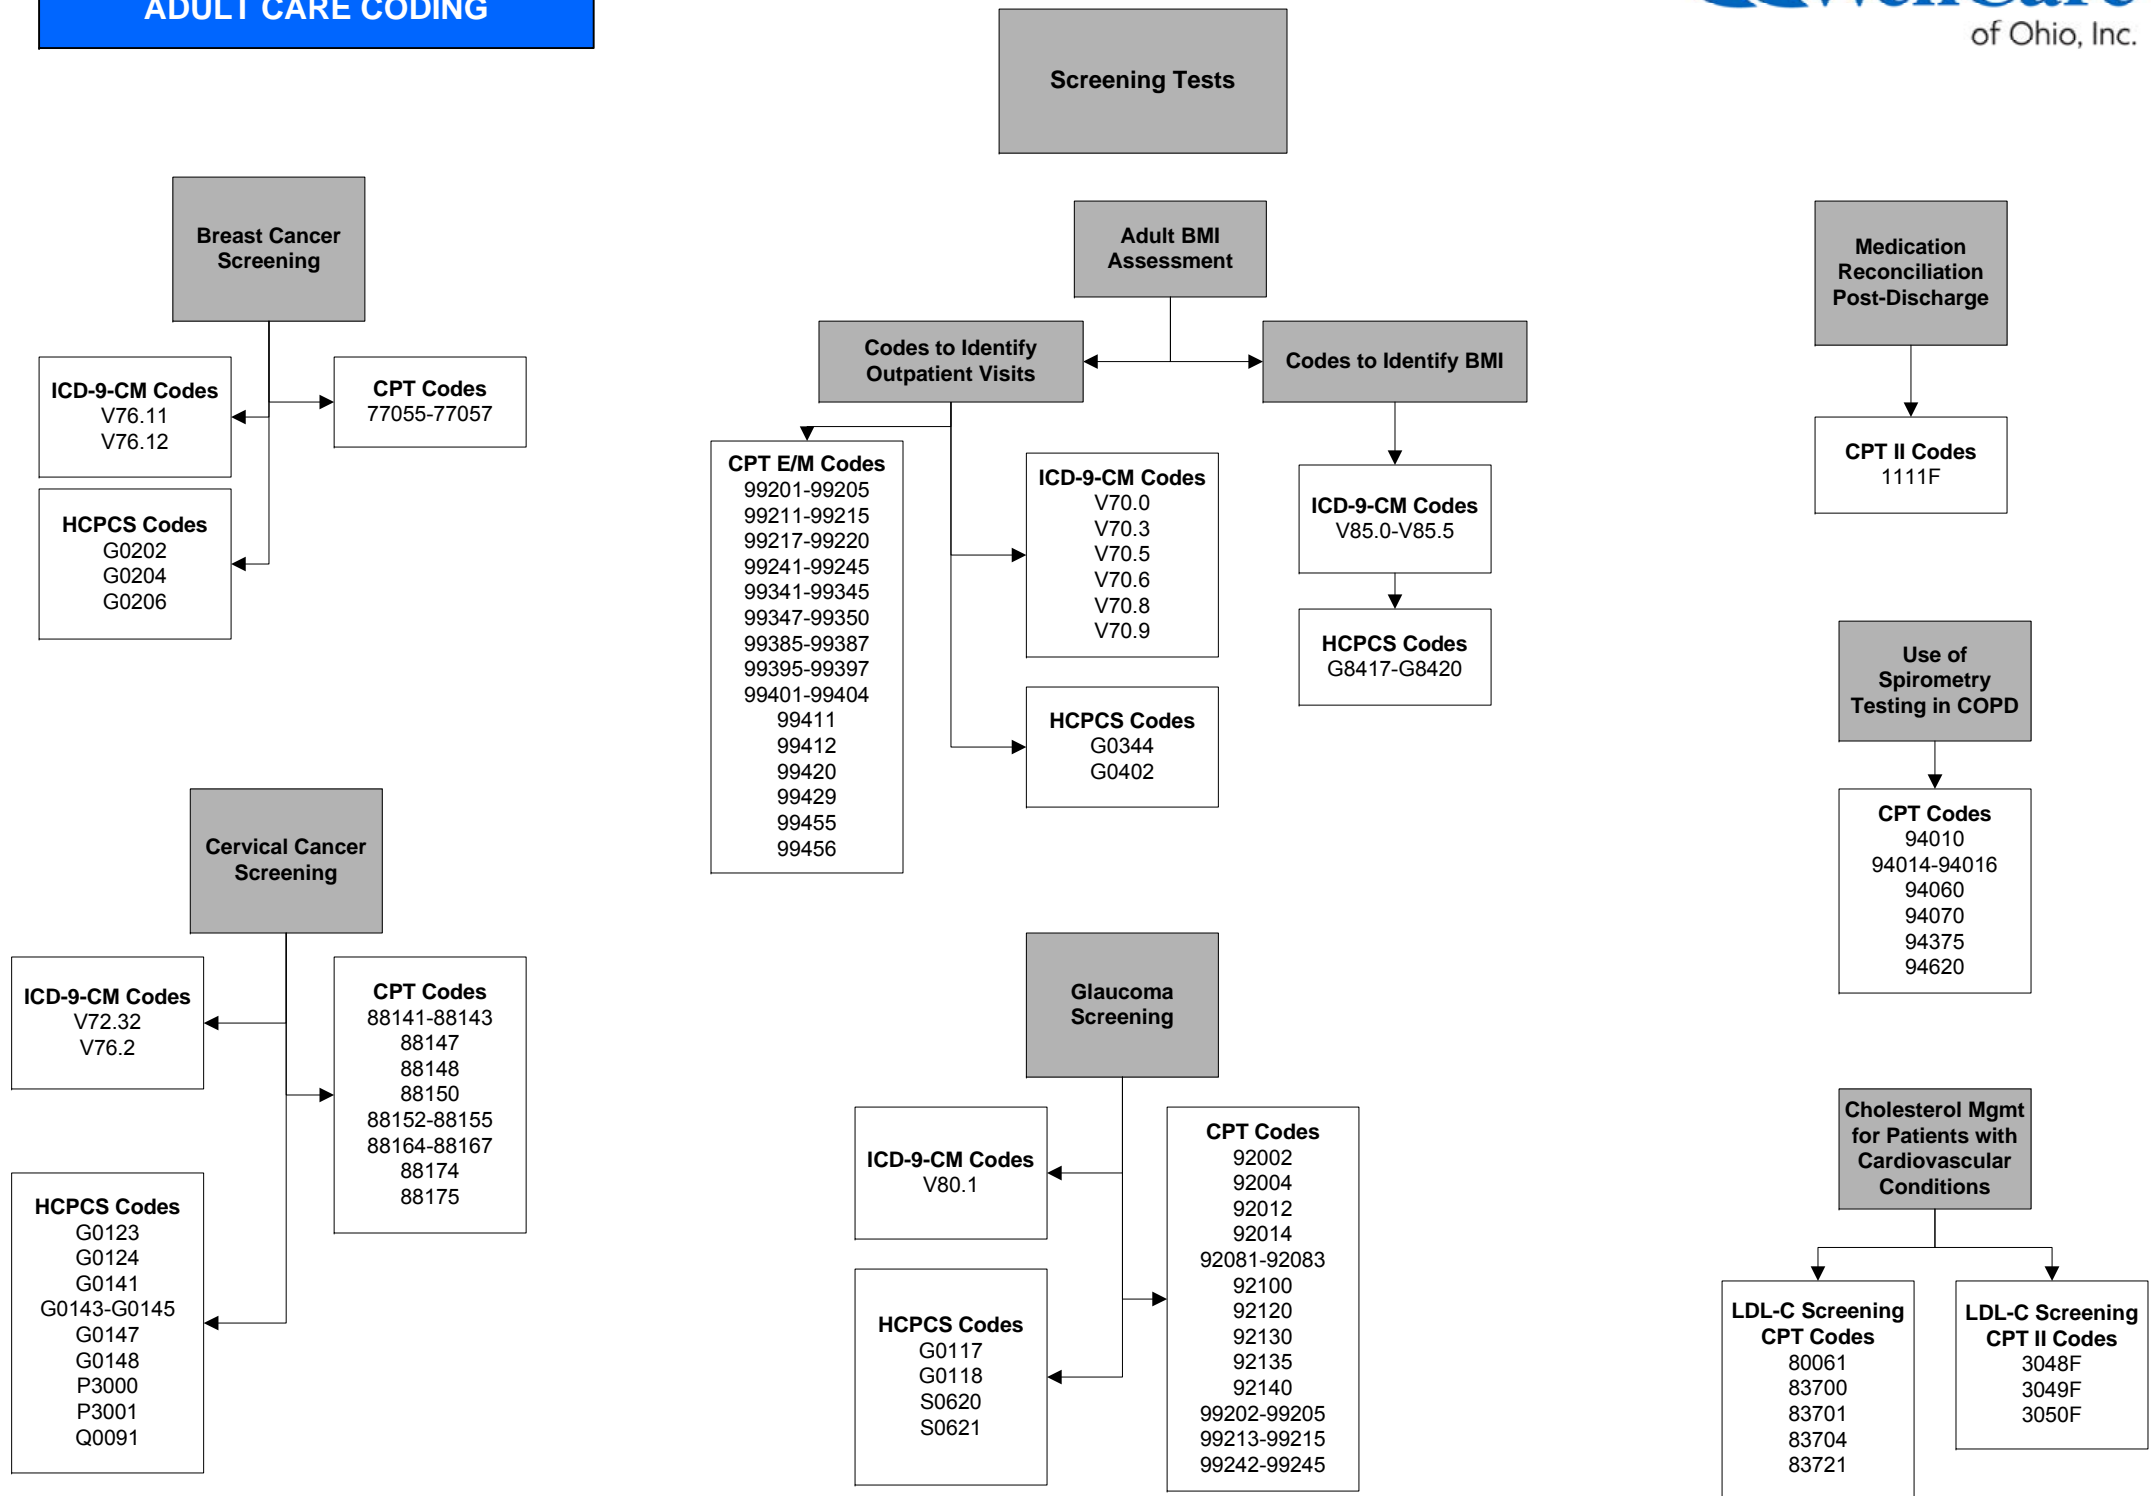 ADULT CARE CODING
WellCare
of Ohio, Inc.
Screening Tests
Breast Cancer
Screening
ICD-9-CM Codes
V76.11
V76.12
CPT Codes
77055-77057
HCPCS Codes
G0202
G0204
G0206
Cervical Cancer
Screening
ICD-9-CM Codes
V72.32
V76.2
CPT Codes
88141-88143
88147
88148
88150
88152-88155
88164-88167
88174
88175
HCPCS Codes
G0123
G0124
G0141
G0143-G0145
G0147
G0148
P3000
P3001
Q0091
Adult BMI
Assessment
Codes to Identify
Outpatient Visits
Codes to Identify BMI
CPT E/M Codes
99201-99205
99211-99215
99217-99220
99241-99245
99341-99345
99347-99350
99385-99387
99395-99397
99401-99404
99411
99412
99420
99429
99455
99456
ICD-9-CM Codes
V70.0
V70.3
V70.5
V70.6
V70.8
V70.9
HCPCS Codes
G0344
G0402
ICD-9-CM Codes
V85.0-V85.5
HCPCS Codes
G8417-G8420
Glaucoma
Screening
ICD-9-CM Codes
V80.1
HCPCS Codes
G0117
G0118
S0620
S0621
CPT Codes
92002
92004
92012
92014
92081-92083
92100
92120
92130
92135
92140
99202-99205
99213-99215
99242-99245
Medication
Reconciliation
Post-Discharge
CPT II Codes
1111F
Use of
Spirometry
Testing in COPD
CPT Codes
94010
94014-94016
94060
94070
94375
94620
Cholesterol Mgmt
for Patients with
Cardiovascular
Conditions
LDL-C Screening
CPT Codes
80061
83700
83701
83704
83721
LDL-C Screening
CPT II Codes
3048F
3049F
3050F